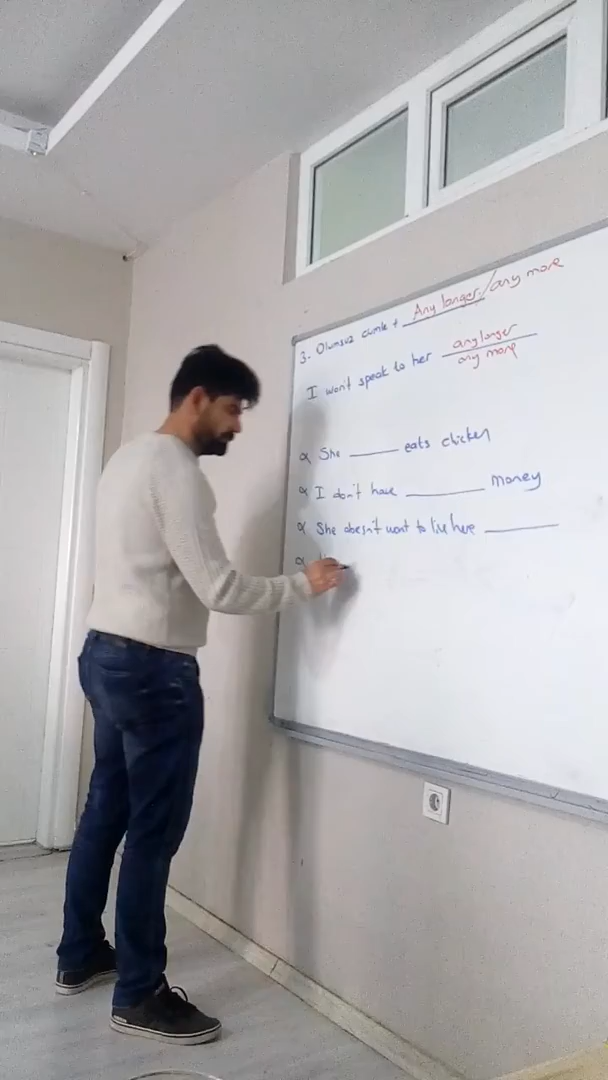 3. Olumsuz cümle + Any longer / any more
I won't speak to her any longer
any more
α She ______ eats chicken
α I don't have ______ money
α She doesn't want to live here ______
α